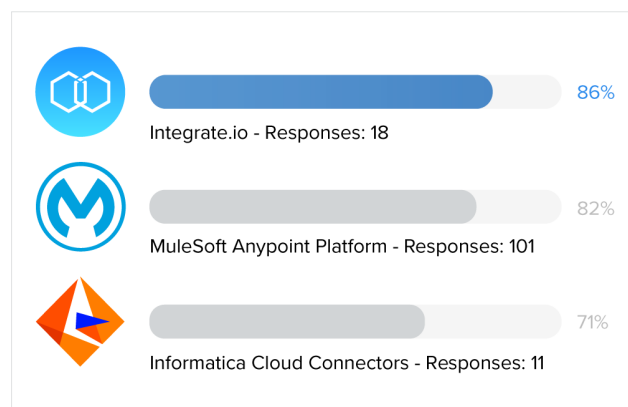 86%
Integrate.io - Responses: 18
82%
MuleSoft Anypoint Platform - Responses: 101
71%
Informatica Cloud Connectors - Responses: 11